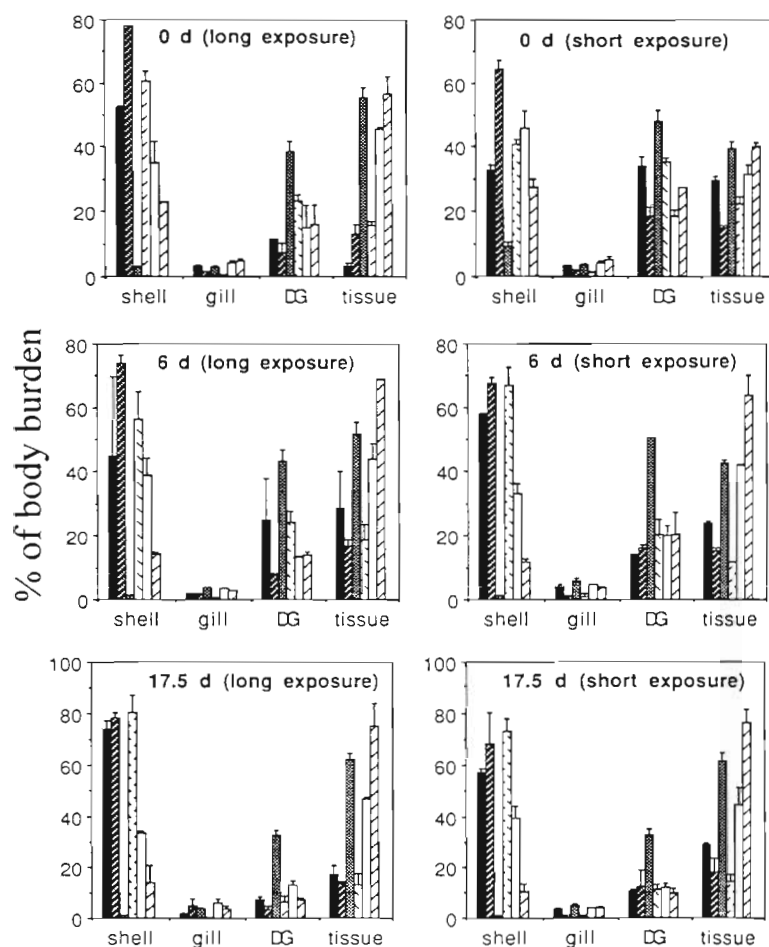 % of body burden
0 d (long exposure)
80
60
40
20
0
shell gill DG tissue
0 d (short exposure)
80
60
40
20
0
shell gill DG tissue
6 d (long exposure)
80
60
40
20
0
shell gill DG tissue
6 d (short exposure)
80
60
40
20
0
shell gill DG tissue
17.5 d (long exposure)
100
80
60
40
20
0
shell gill DG tissue
17.5 d (short exposure)
100
80
60
40
20
0
shell gill DG tissue